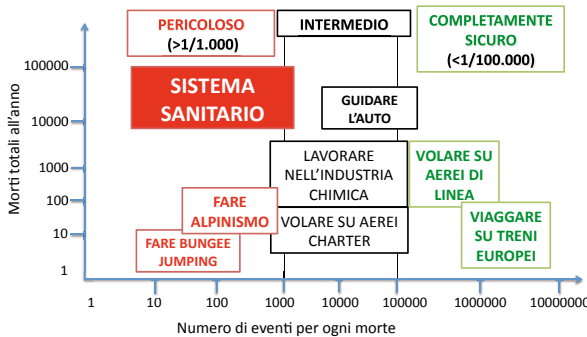 PERICOLOSO
(>1/1.000)
INTERMEDIO
COMPLETAMENTE
SICURO
(<1/100.000)
Morti totali all'anno
100000
10000
1000
100
10
1
SISTEMA
SANITARIO
GUIDARE
L'AUTO
LAVORARE
NELL'INDUSTRIA
CHIMICA
VOLARE SU
AEREI DI
LINEA
FARE
ALPINISMO
VOLARE SU AEREI
CHARTER
VIAGGARE
SU TRENI
EUROPEI
FARE BUNGEE
JUMPING
1
10
100
1000
10000
100000
1000000
10000000
Numero di eventi per ogni morte